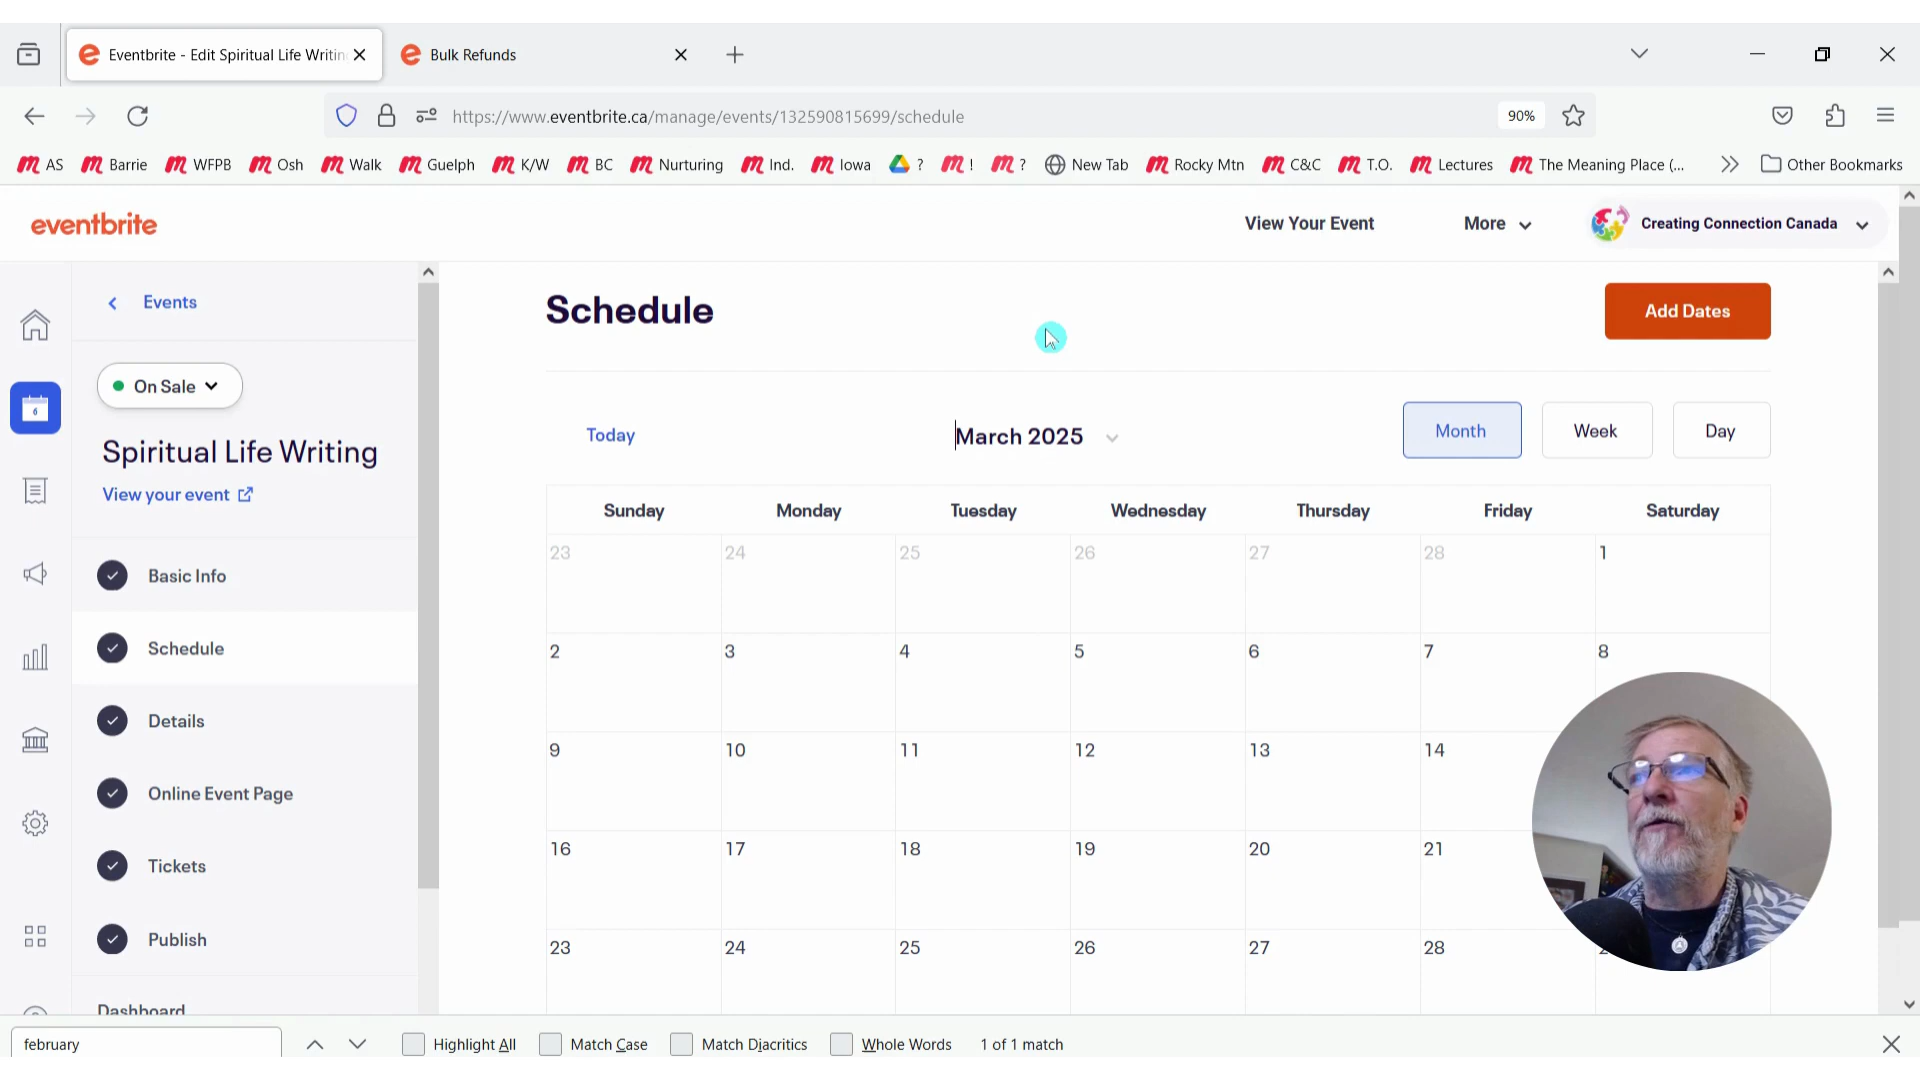 Eventbrite - Edit Spiritual Life Writin
Bulk Refunds
https://www.eventbrite.ca/manage/events/132590815699/schedule
90%
AS Barrie WFPB Osh Walk Guelph K/W BC Nurturing Ind. Iowa ? ! ? New Tab Rocky Mtn C&C T.O. Lectures The Meaning Place (... Other Bookmarks
eventbrite
View Your Event
More
Creating Connection Canada
Events
On Sale
Spiritual Life Writing
View your event
Basic Info
Schedule
Details
Online Event Page
Tickets
Publish
Dashboard
Schedule
Add Dates
Today
March 2025
Month Week Day
Sunday Monday Tuesday Wednesday Thursday Friday Saturday
23 24 25 26 27 28 1
2 3 4 5 6 7 8
9 10 11 12 13 14
16 17 18 19 20 21
23 24 25 26 27 28
february
Highlight All
Match Case
Match Diacritics
Whole Words
1 of 1 match